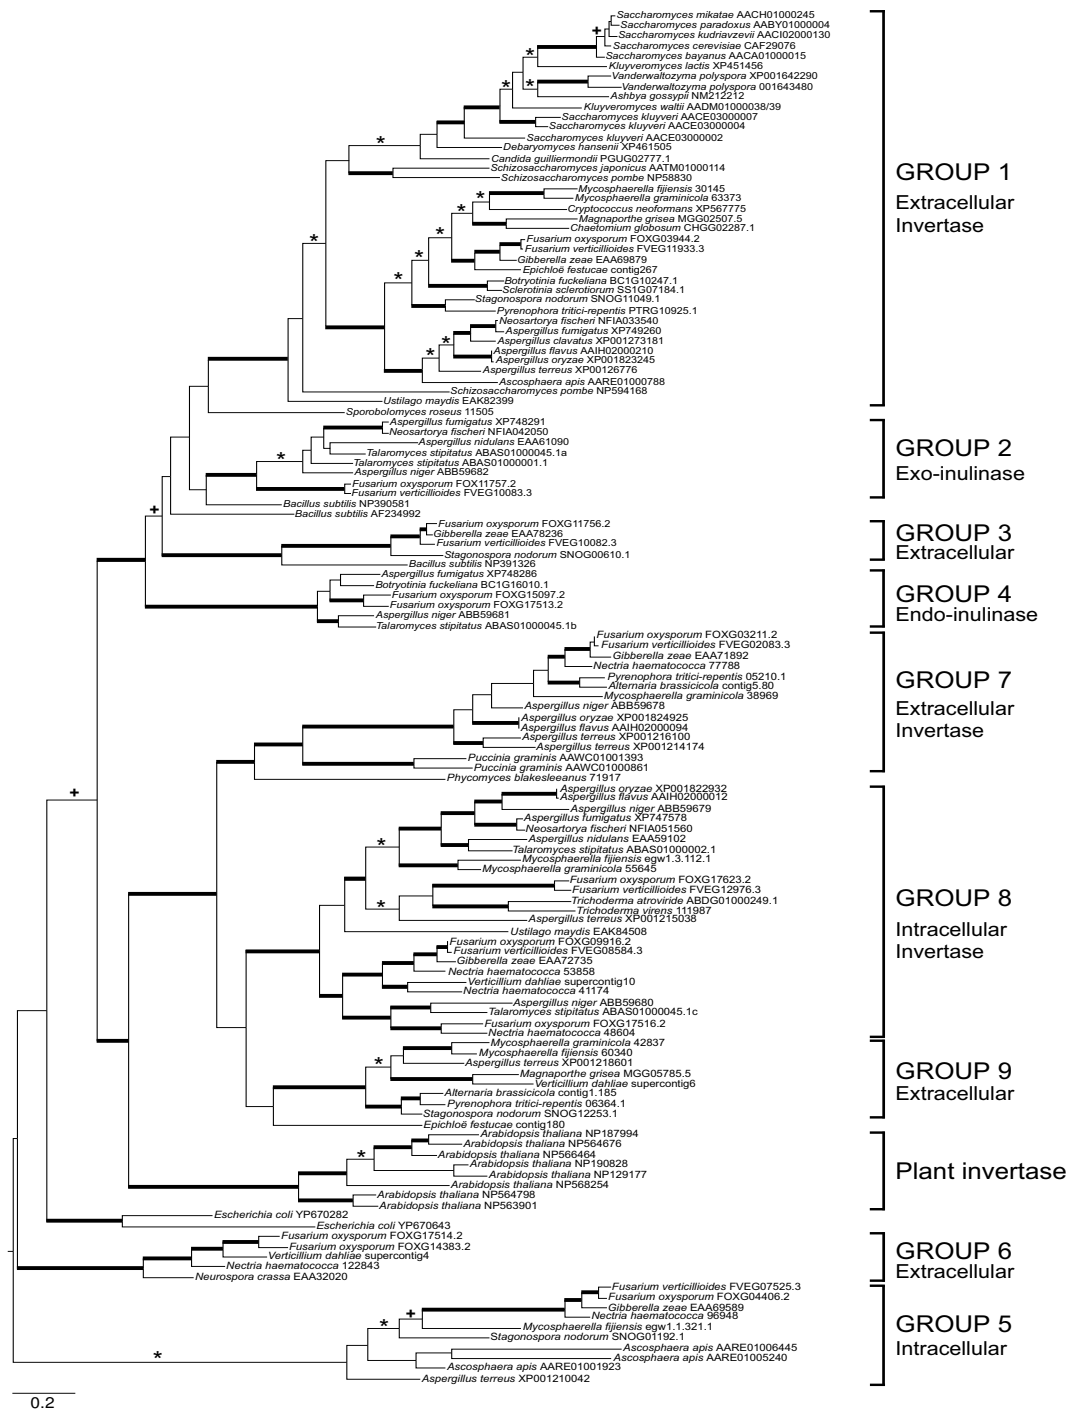 Saccharomyces mikatae AACH01000245
Saccharomyces paradoxus AABY01000004
+
Saccharomyces kudriavzevii AACI02000130
Saccharomyces cerevisiae CAF29076
*
Saccharomyces bayanus AACA01000015
Kluyveromyces lactis XP451456
Vanderwaltozyma polyspora XP001642290
* *
Vanderwaltozyma polyspora 001643480
Ashbya gossypii NM212212
Kluyveromyces waltii AADM01000038/39
Saccharomyces kluyveri AACE03000007
Saccharomyces kluyveri AACE03000004
*
Saccharomyces kluyveri AACE03000002
Debaryomyces hansenii XP461505
Candida guilliermondii PGUG02777.1
Schizosaccharomyces japonicus AATM01000114
Schizosaccharomyces pombe NP58830
GROUP 1
Extracellular
Invertase
Mycosphaerella fijiensis 30145
*
Mycosphaerella graminicola 63373
*
Cryptococcus neoformans XP567775
Magnaporthe grisea MGG02507.5
*
Chaetomium globosum CHGG02287.1
*
Fusarium oxysporum FOXG03944.2
Fusarium verticillioides FVEG11933.3
*
Gibberella zeae EAA69879
Epichloë festucae contig267
*
Botryotinia fuckeliana BC1G10247.1
Sclerotinia sclerotiorum SS1G07184.1
Stagonospora nodorum SNOG11049.1
Pyrenophora tritici-repentis PTRG10925.1
Neosartorya fischeri NFIA033540
Aspergillus fumigatus XP749260
*
Aspergillus clavatus XP001273181
*
Aspergillus flavus AAIH02000210
Aspergillus oryzae XP001823245
Aspergillus terreus XP00126776
Ascosphaera apis AARE01000788
Schizosaccharomyces pombe NP594168
Ustilago maydis EAK82399
Sporobolomyces roseus 11505
Aspergillus fumigatus XP748291
Neosartorya fischeri NFIA042050
Aspergillus nidulans EAA61090
*
Talaromyces stipitatus ABAS01000045.1a
Talaromyces stipitatus ABAS01000001.1
Aspergillus niger ABB59682
Fusarium oxysporum FOX11757.2
Fusarium verticillioides FVEG10083.3
GROUP 2
Exo-inulinase
Bacillus subtilis NP390581
+
Bacillus subtilis AF234992
Fusarium oxysporum FOXG11756.2
Gibberella zeae EAA78236
Fusarium verticillioides FVEG10082.3
Stagonospora nodorum SNOG00610.1
Bacillus subtilis NP391326
GROUP 3
Extracellular
Aspergillus fumigatus XP748286
Botryotinia fuckeliana BC1G16010.1
Fusarium oxysporum FOXG15097.2
Fusarium oxysporum FOXG17513.2
Aspergillus niger ABB59681
Talaromyces stipitatus ABAS01000045.1b
GROUP 4
Endo-inulinase
Fusarium oxysporum FOXG03211.2
Fusarium verticillioides FVEG02083.3
Gibberella zeae EAA71892
Nectria haematococca 77788
Pyrenophora tritici-repentis 05210.1
Alternaria brassicicola contig5.80
Mycosphaerella graminicola 38969
Aspergillus niger ABB59678
Aspergillus oryzae XP001824925
Aspergillus flavus AAIH02000094
Aspergillus terreus XP001216100
Aspergillus terreus XP001214174
Puccinia graminis AAWC01001393
Puccinia graminis AAWC01000861
Phycomyces blakesleeanus 71917
GROUP 7
Extracellular
Invertase
+
Aspergillus oryzae XP001822932
Aspergillus flavus AAIH02000012
Aspergillus niger ABB59679
Aspergillus fumigatus XP747578
Neosartorya fischeri NFIA051560
Aspergillus nidulans EAA59102
*
Talaromyces stipitatus ABAS01000002.1
Mycosphaerella fijiensis egw1.3.112.1
Mycosphaerella graminicola 55645
Fusarium oxysporum FOXG17623.2
Fusarium verticillioides FVEG12976.3
*
Trichoderma atroviride ABDG01000249.1
Trichoderma virens 111987
Aspergillus terreus XP001215038
Ustilago maydis EAK84508
Fusarium oxysporum FOXG09916.2
Fusarium verticillioides FVEG08584.3
Gibberella zeae EAA72735
Nectria haematococca 53858
Verticillium dahliae supercontig10
Nectria haematococca 41174
Aspergillus niger ABB59680
Talaromyces stipitatus ABAS01000045.1c
Fusarium oxysporum FOXG17516.2
Nectria haematococca 48604
GROUP 8
Intracellular
Invertase
Mycosphaerella graminicola 42837
Mycosphaerella fijiensis 60340
*
Aspergillus terreus XP001218601
Magnaporthe grisea MGG05785.5
Verticillium dahliae supercontig6
Alternaria brassicicola contig1.185
Pyrenophora tritici-repentis 06364.1
Stagonospora nodorum SNOG12253.1
Epichloë festucae contig180
GROUP 9
Extracellular
Arabidopsis thaliana NP187994
Arabidopsis thaliana NP564676
*
Arabidopsis thaliana NP566464
Arabidopsis thaliana NP190828
Arabidopsis thaliana NP129177
Arabidopsis thaliana NP568254
Arabidopsis thaliana NP564798
Arabidopsis thaliana NP563901
Plant invertase
Escherichia coli YP670282
Escherichia coli YP670643
Fusarium oxysporum FOXG17514.2
Fusarium oxysporum FOXG14383.2
Verticillium dahliae supercontig4
Nectria haematococca 122843
Neurospora crassa EAA32020
GROUP 6
Extracellular
Fusarium verticillioides FVEG07525.3
Fusarium oxysporum FOXG04406.2
Gibberella zeae EAA69589
+
Nectria haematococca 96948
*
Mycosphaerella fijiensis egw1.1.321.1
Stagonospora nodorum SNOG01192.1
Ascosphaera apis AARE01006445
*
Ascosphaera apis AARE01005240
Ascosphaera apis AARE01001923
Aspergillus terreus XP001210042
GROUP 5
Intracellular
0.2